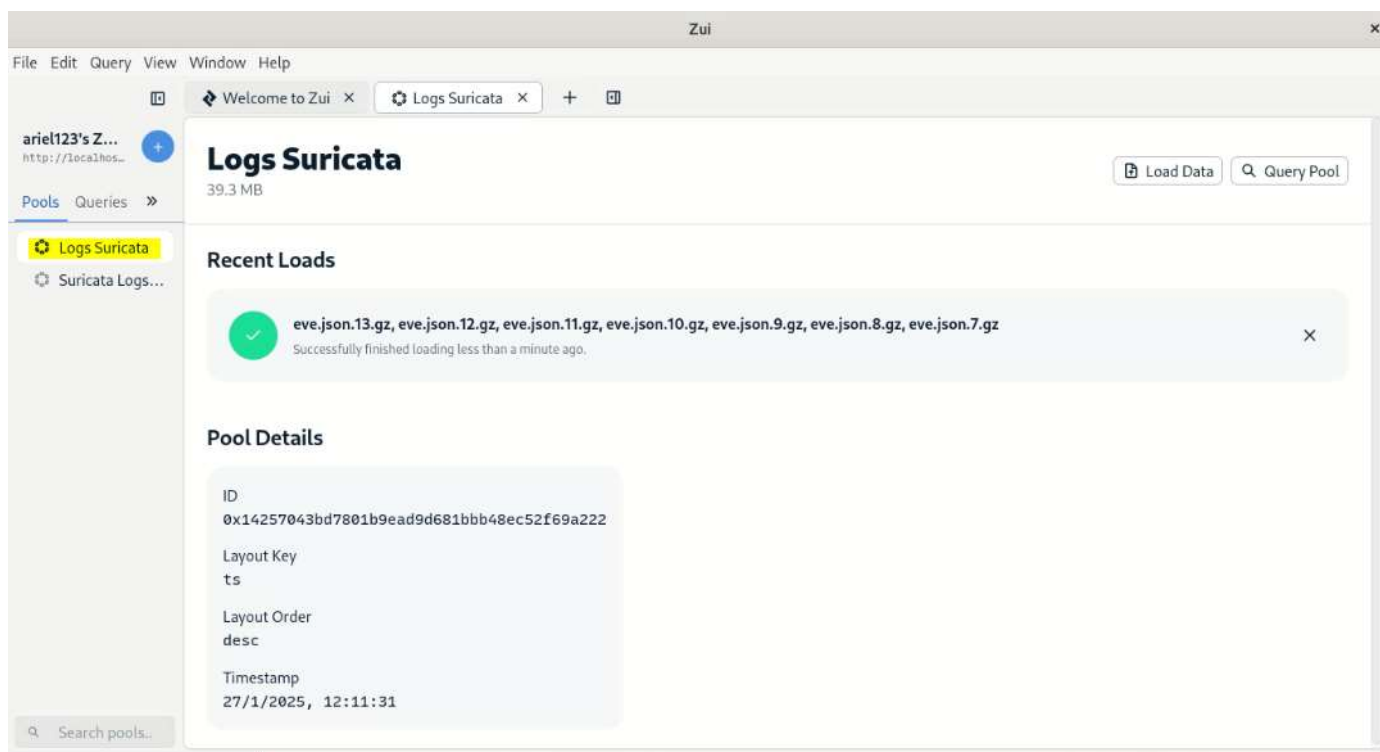 Zui
File Edit Query View Window Help
Welcome to Zui
Logs Suricata
ariel123's Z...
http://localhos…
Logs Suricata
39.3 MB
Load Data
Query Pool
Pools Queries
Logs Suricata
Suricata Logs...
Recent Loads
eve.json.13.gz, eve.json.12.gz, eve.json.11.gz, eve.json.10.gz, eve.json.9.gz, eve.json.8.gz, eve.json.7.gz
Successfully finished loading less than a minute ago.
Pool Details
ID
0x14257043bd7801b9ead9d681bbb48ec52f69a222
Layout Key
ts
Layout Order
desc
Timestamp
27/1/2025, 12:11:31
Search pools..